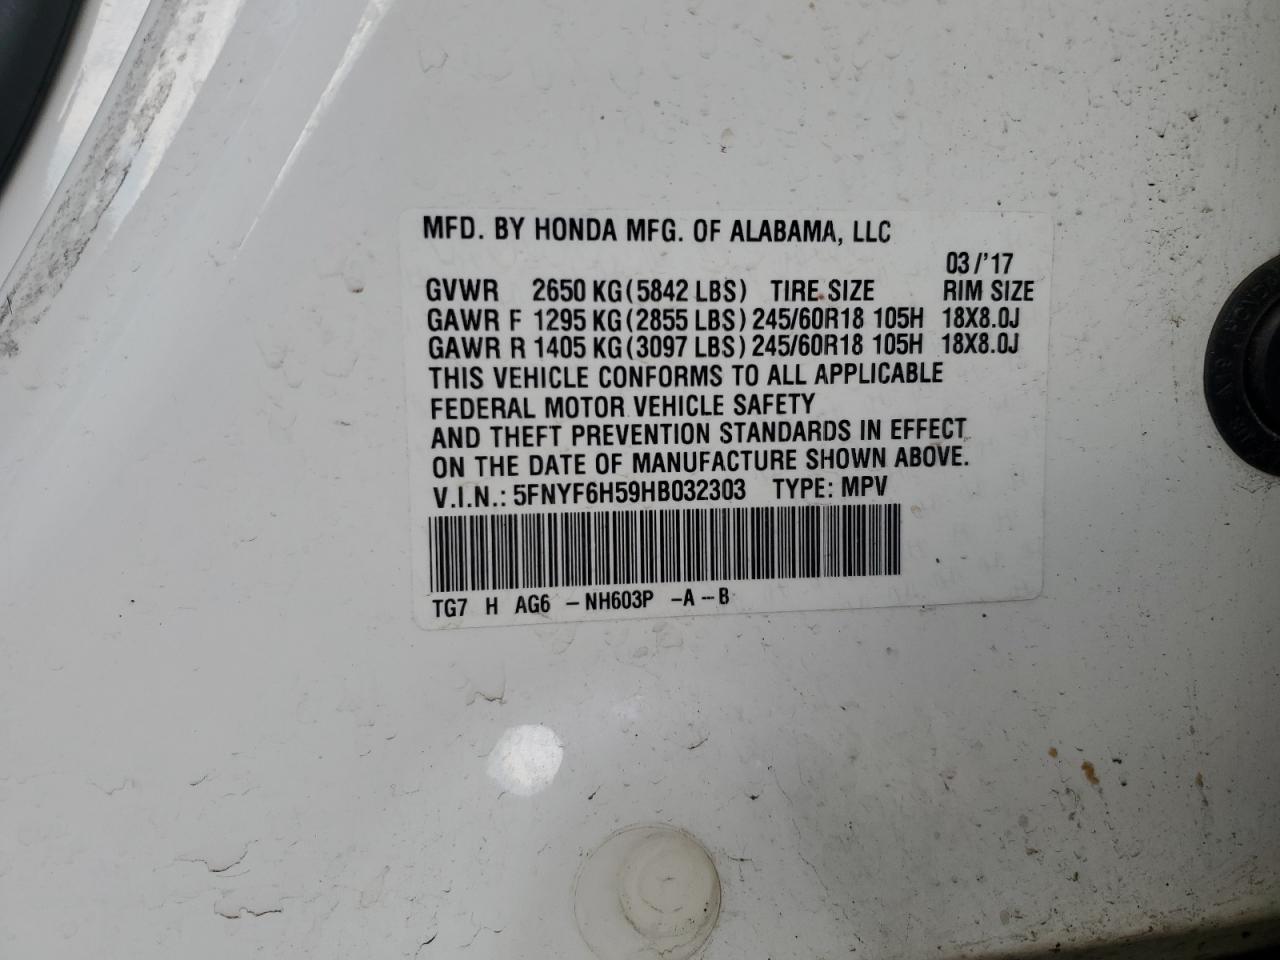 MFD. BY HONDA MFG. OF ALABAMA, LLC
03/'17
GVWR 2650 KG(5842 LBS) TIRE SIZE RIM SIZE
GAWR F 1295 KG(2855 LBS) 245/60R18 105H 18X8.0J
GAWR R 1405 KG(3097 LBS) 245/60R18 105H 18X8.0J
THIS VEHICLE CONFORMS TO ALL APPLICABLE
FEDERAL MOTOR VEHICLE SAFETY
AND THEFT PREVENTION STANDARDS IN EFFECT
ON THE DATE OF MANUFACTURE SHOWN ABOVE.
V.I.N.: 5FNYF6H59HB032303 TYPE: MPV
TG7 H AG6 -NH603P -A--B